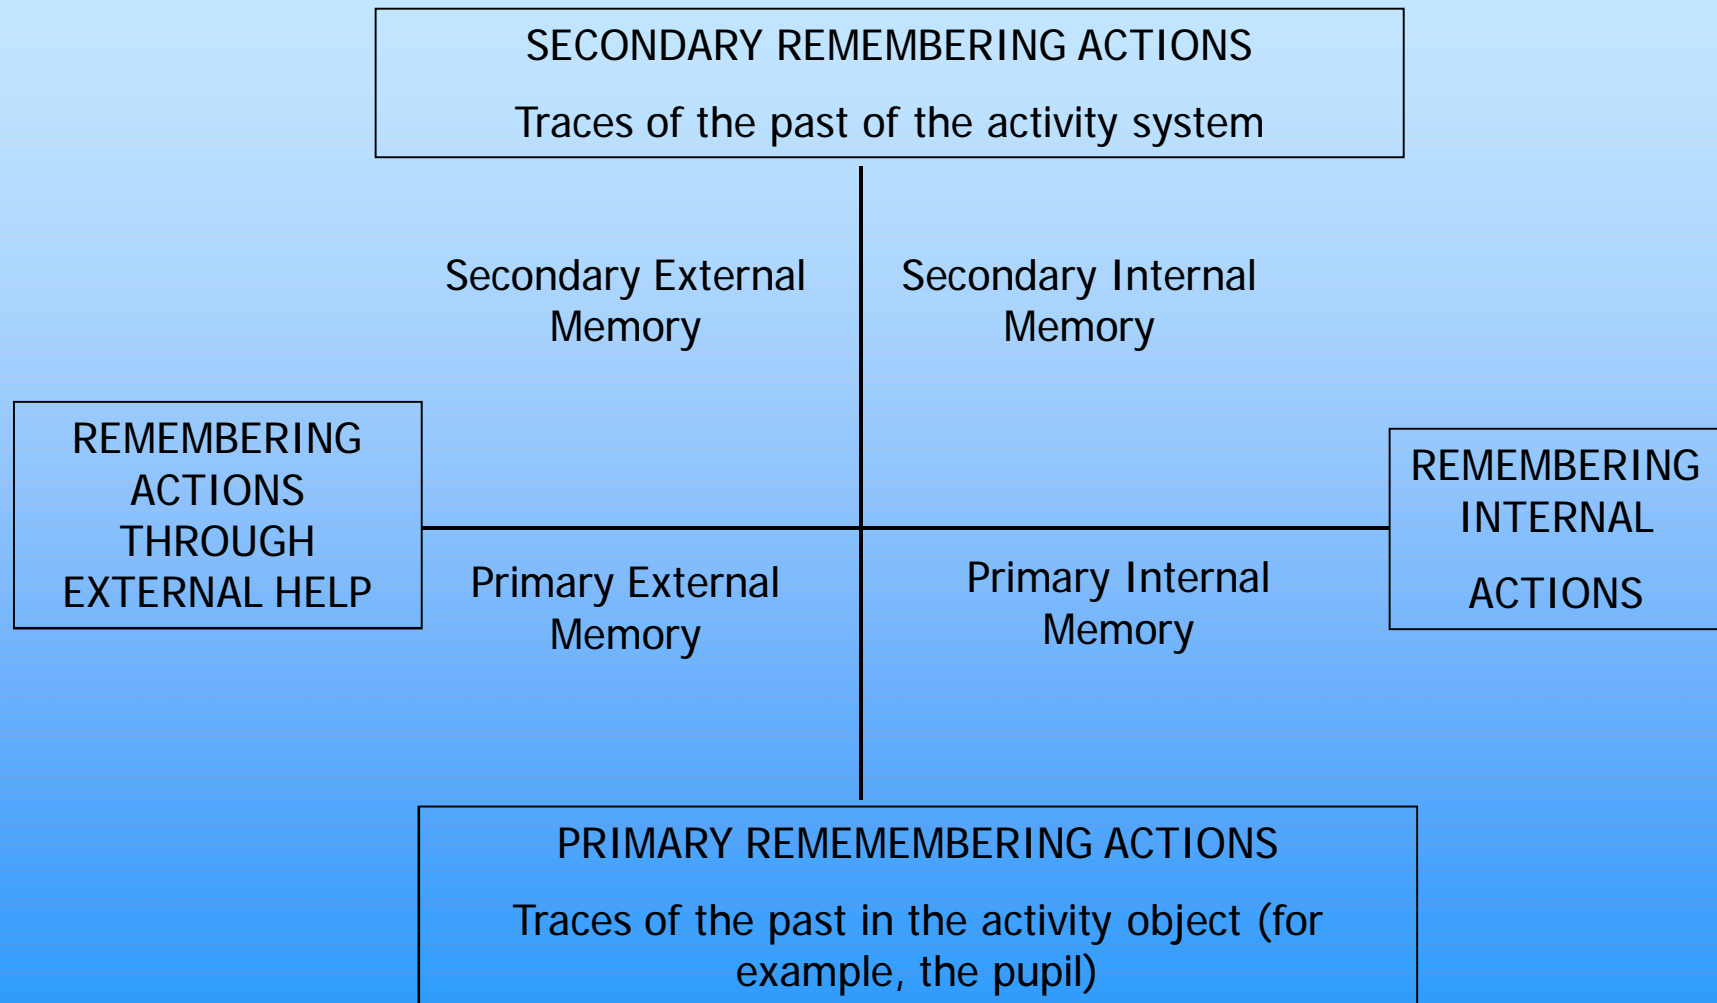 SECONDARY REMEMBERING ACTIONS
Traces of the past of the activity system
Secondary External
Memory
Secondary Internal
Memory
REMEMBERING
ACTIONS
THROUGH
EXTERNAL HELP
REMEMBERING
INTERNAL
ACTIONS
Primary External
Memory
Primary Internal
Memory
PRIMARY REMEMEMBERING ACTIONS
Traces of the past in the activity object (for
example, the pupil)